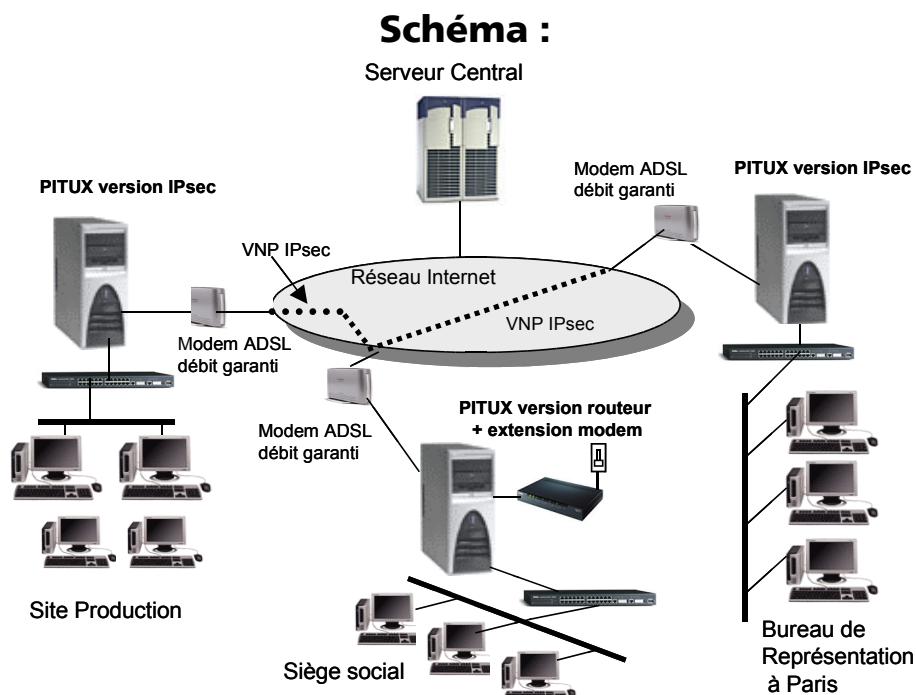 Schéma :
Serveur Central
PITUX version IPsec
Modem ADSL
débit garanti
PITUX version IPsec
VNP IPsec
Réseau Internet
VNP IPsec
Modem ADSL
débit garanti
Modem ADSL
débit garanti
PITUX version routeur
+ extension modem
Site Production
Siège social
Bureau de
Représentation
à Paris